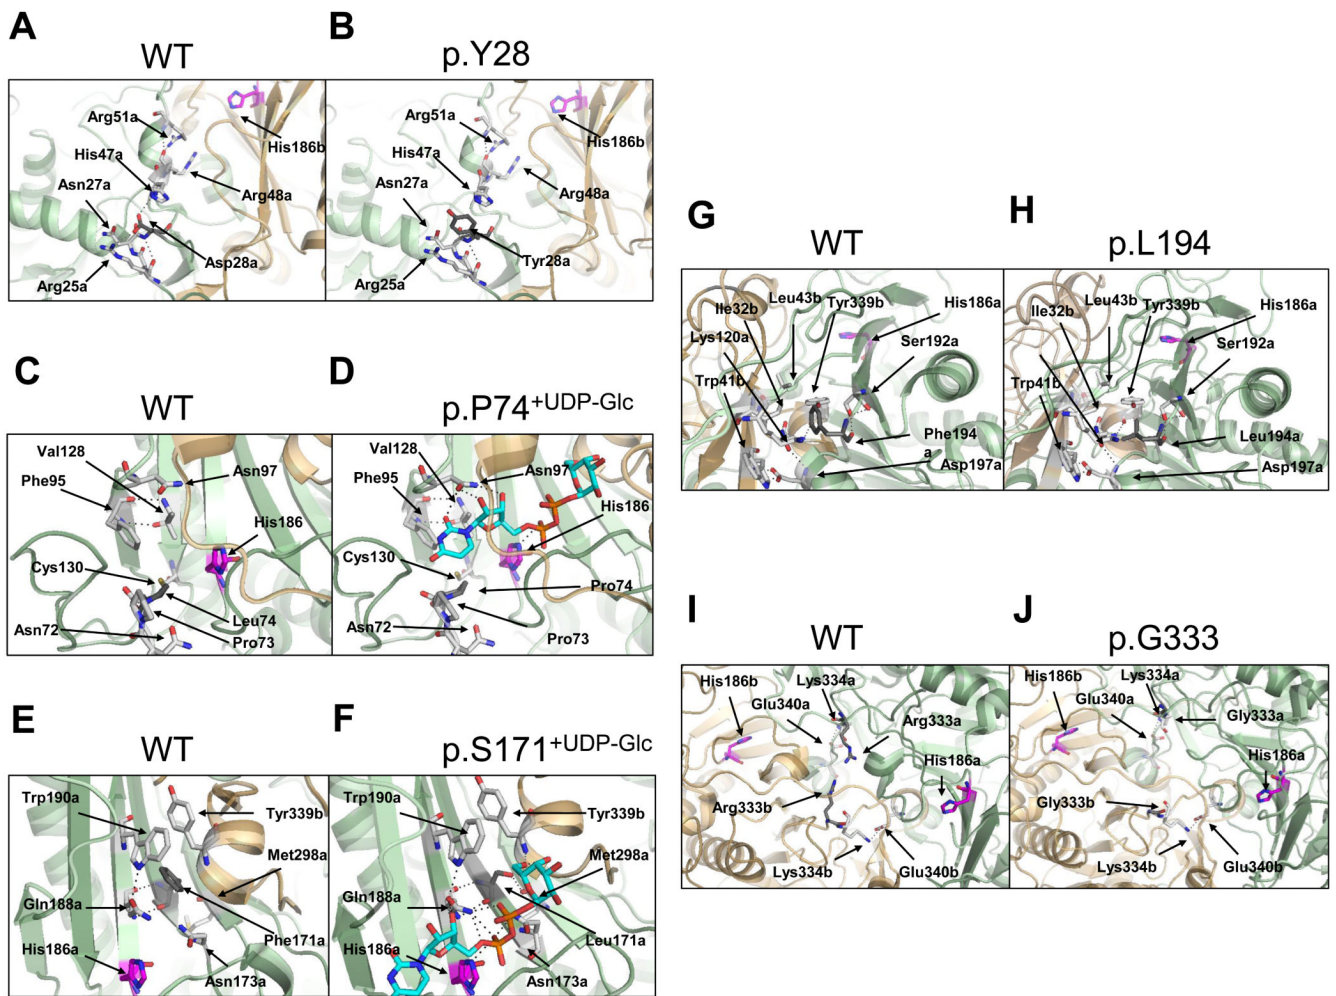 A
WT
B
p.Y28
Arg51a
His47a
Asn27a
His186b
Arg48a
Asp28a
Arg25a
Arg51a
His47a
Asn27a
His186b
Arg48a
Tyr28a
Arg25a
C
WT
D
p.P74+UDP-Glc
Val128
Phe95
Asn97
His186
Cys130
Leu74
Asn72
Pro73
Val128
Phe95
Asn97
His186
Cys130
Pro74
Asn72
Pro73
E
WT
F
p.S171+UDP-Glc
Trp190a
Tyr339b
Met298a
Gln188a
Phe171a
His186a
Asn173a
Trp190a
Tyr339b
Met298a
Gln188a
Leu171a
His186a
Asn173a
G
WT
H
p.L194
Leu43b
Tyr339b
His186a
Ile32b
Lys120a
Ser192a
Trp41b
Phe194
a
Asp197a
Leu43b
Tyr339b
His186a
Ile32b
Ser192a
Trp41b
Leu194a
Asp197a
I
WT
J
p.G333
His186b
Lys334a
Glu340a
Arg333a
His186a
Arg333b
Lys334b
Glu340b
His186b
Lys334a
Glu340a
Gly333a
His186a
Gly333b
Lys334b
Glu340b